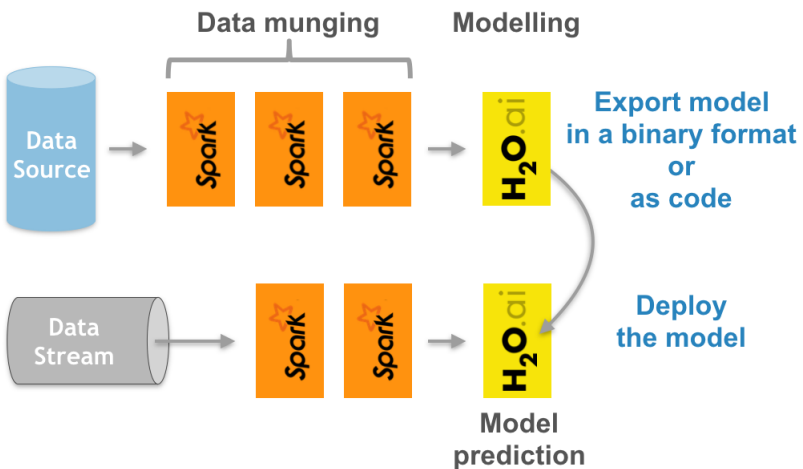 Data munging
Modelling
Data
Source
Spark
Spark
Spark
H2O.ai
Export model
in a binary format
or
as code
Data
Stream
Spark
Spark
H2O.ai
Deploy
the model
Model
prediction